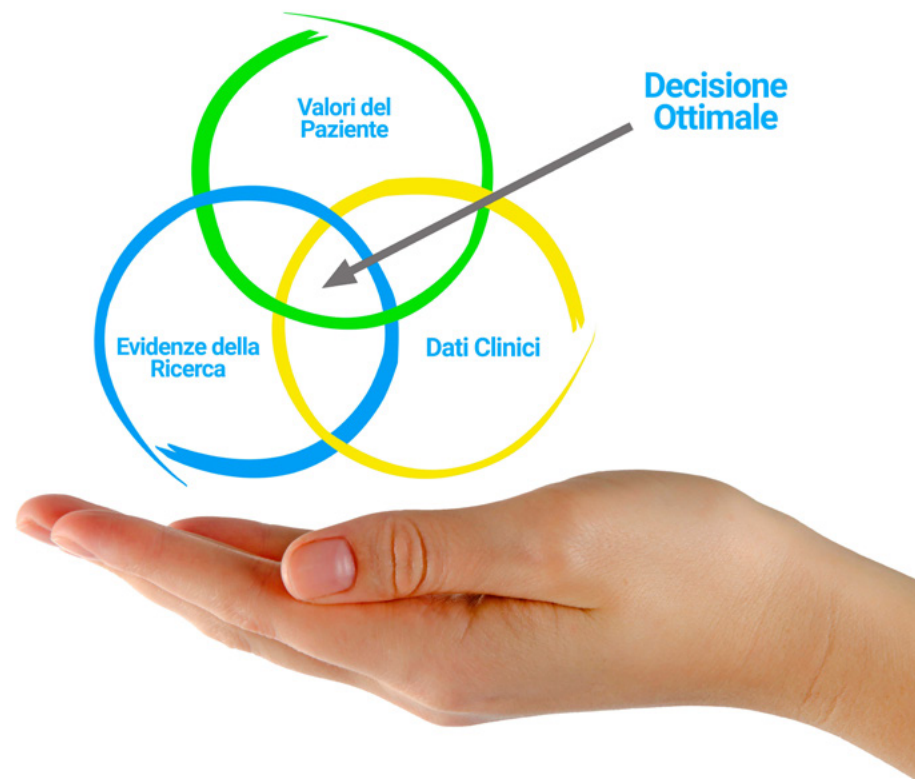 Valori del
Paziente
Decisione
Ottimale
Evidenze della
Ricerca
Dati Clinici